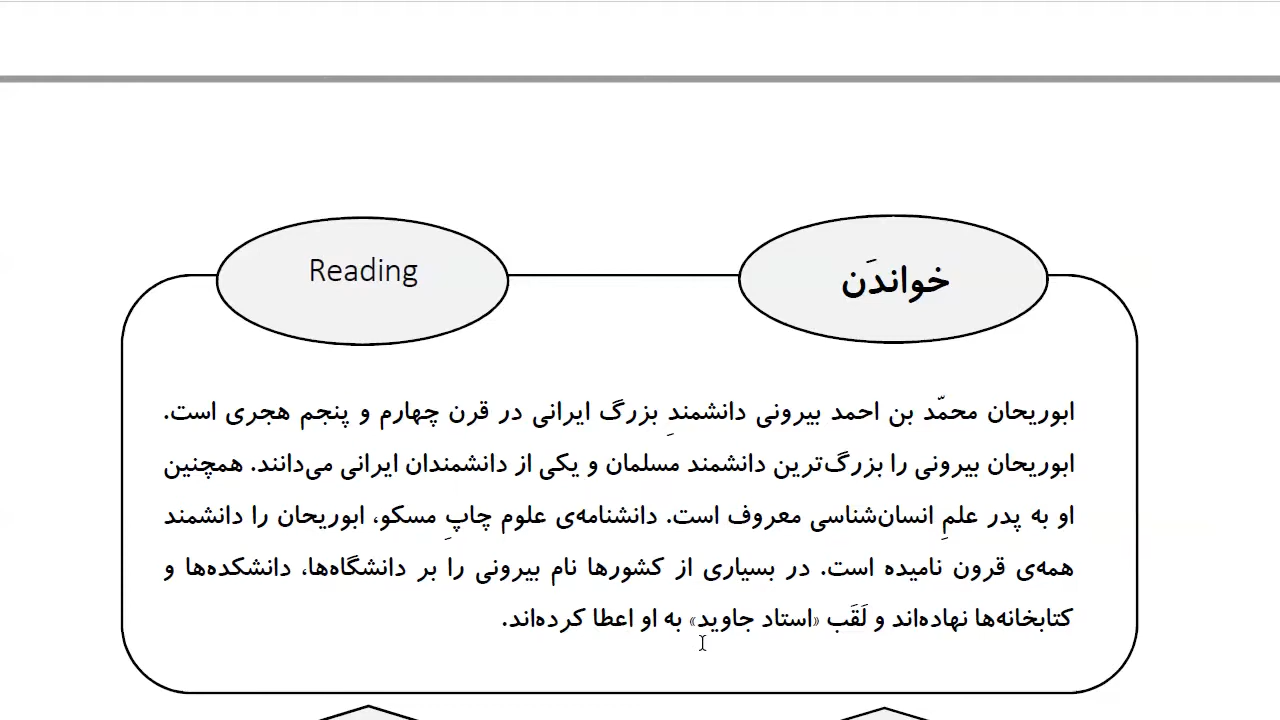 خواندَن
Reading
ابوریحان محمّد بن احمد بیرونی دانشمندِ بزرگ ایرانی در قرن چهارم و پنجم هجری است.
ابوریحان بیرونی را بزرگ‌ترین دانشمند مسلمان و یکی از دانشمندان ایرانی می‌دانند. همچنین
او به پدر علمِ انسان‌شناسی معروف است. دانشنامه‌ی علوم چاپِ مسکو، ابوریحان را دانشمند
همه‌ی قرون نامیده است. در بسیاری از کشورها نام بیرونی را بر دانشگاه‌ها، دانشکده‌ها و
کتابخانه‌ها نهاده‌اند و لَقَب «استاد جاوید» به او اعطا کرده‌اند.